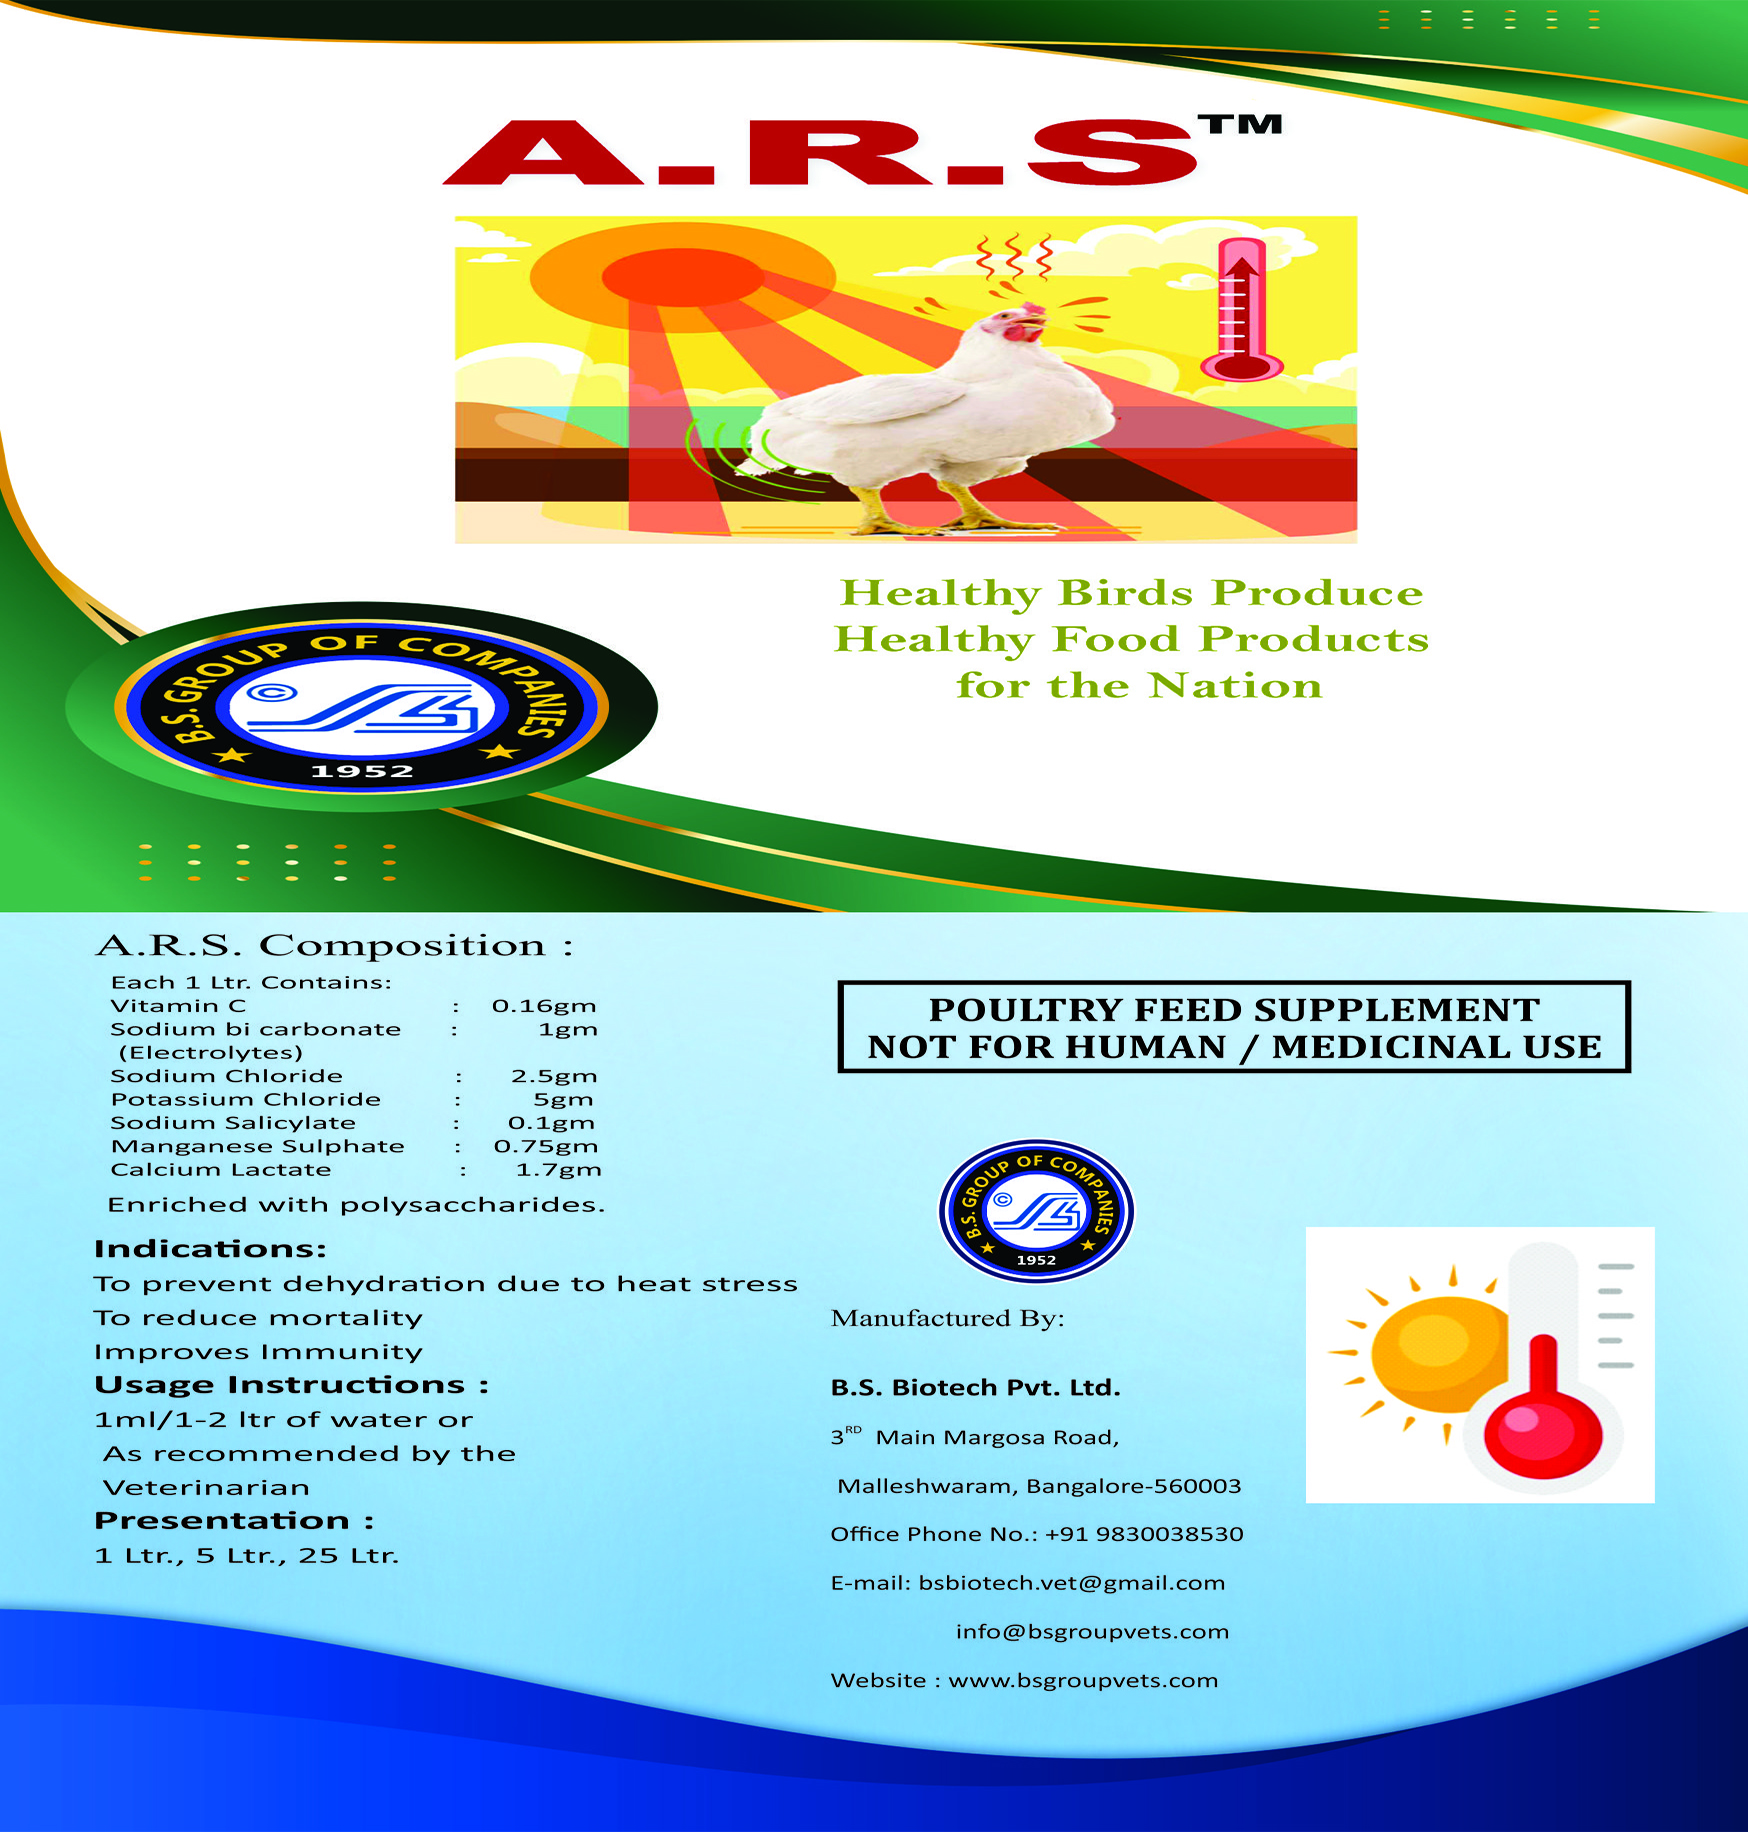 A.R.S™
Healthy Birds Produce
Healthy Food Products
for the Nation
B.S. GROUP OF COMPANIES
©
1952
A.R.S. Composition :
Each 1 Ltr. Contains:
Vitamin C : 0.16gm
Sodium bi carbonate : 1gm
(Electrolytes)
Sodium Chloride : 2.5gm
Potassium Chloride : 5gm
Sodium Salicylate : 0.1gm
Manganese Sulphate : 0.75gm
Calcium Lactate : 1.7gm
Enriched with polysaccharides.
Indications:
To prevent dehydration due to heat stress
To reduce mortality
Improves Immunity
Usage Instructions :
1ml/1-2 ltr of water or
As recommended by the
Veterinarian
Presentation :
1 Ltr., 5 Ltr., 25 Ltr.
POULTRY FEED SUPPLEMENT
NOT FOR HUMAN / MEDICINAL USE
B.S. GROUP OF COMPANIES
©
1952
Manufactured By:
B.S. Biotech Pvt. Ltd.
3RD Main Margosa Road,
Malleshwaram, Bangalore-560003
Office Phone No.: +91 9830038530
E-mail: bsbiotech.vet@gmail.com
info@bsgroupvets.com
Website : www.bsgroupvets.com